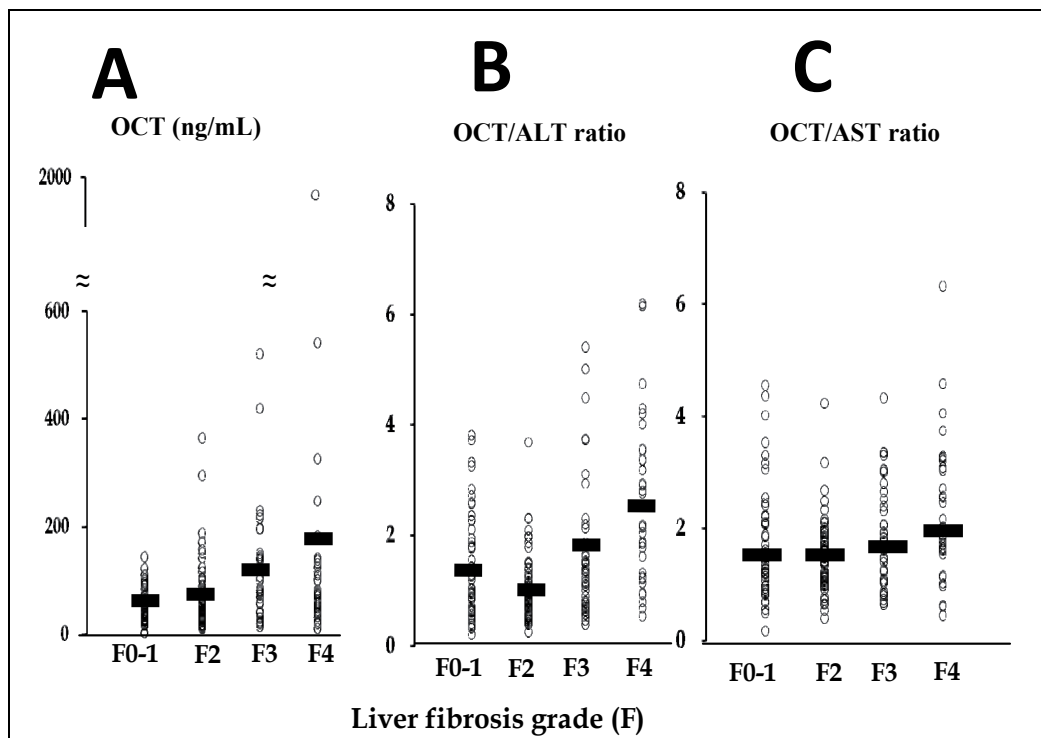 A
B
C
OCT (ng/mL)
OCT/ALT ratio
OCT/AST ratio
2000
≈
≈
600
400
200
0
F0-1 F2 F3 F4
8
6
4
2
0
F0-1 F2 F3 F4
8
6
4
2
0
F0-1 F2 F3 F4
Liver fibrosis grade (F)